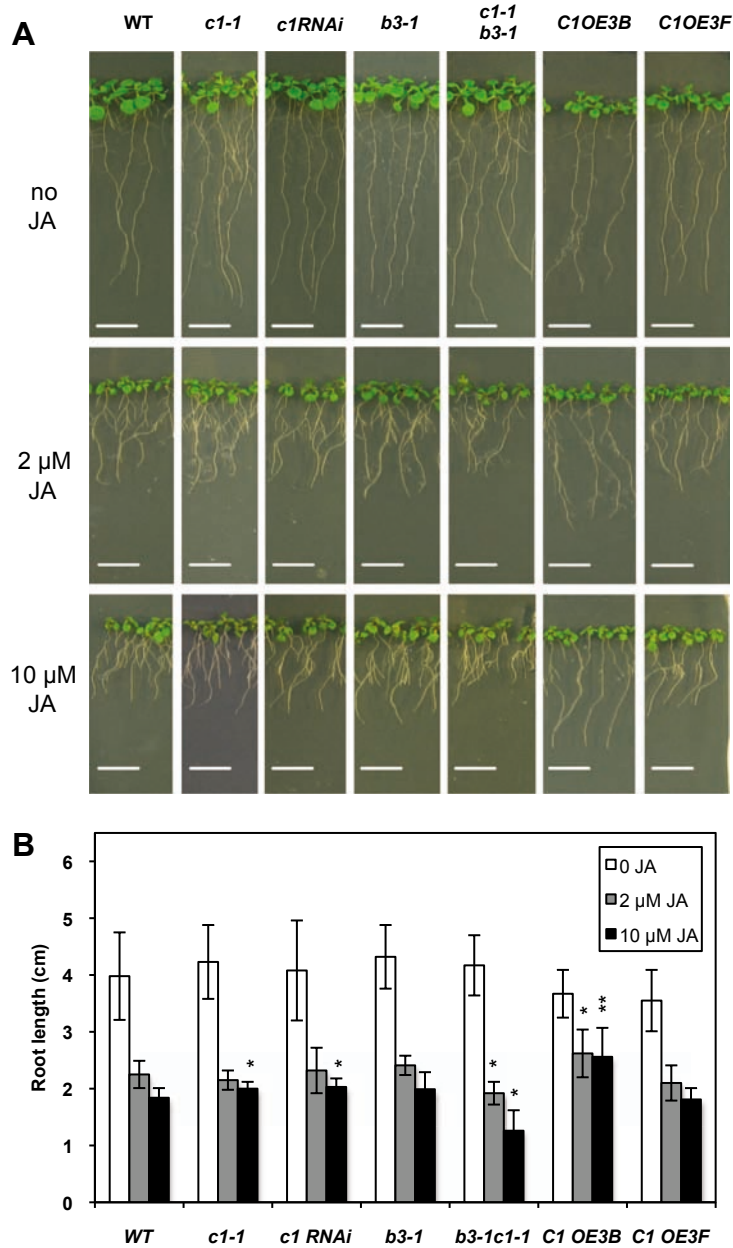 A
WT c1-1 c1RNAi b3-1 c1-1 b3-1 C1OE3B C1OE3F
no JA
2 µM JA
10 µM JA
B
Root length (cm)
6
5
4
3
2
1
0
0 JA
2 µM JA
10 µM JA
* * * * * **
WT c1-1 c1 RNAi b3-1 b3-1c1-1 C1 OE3B C1 OE3F